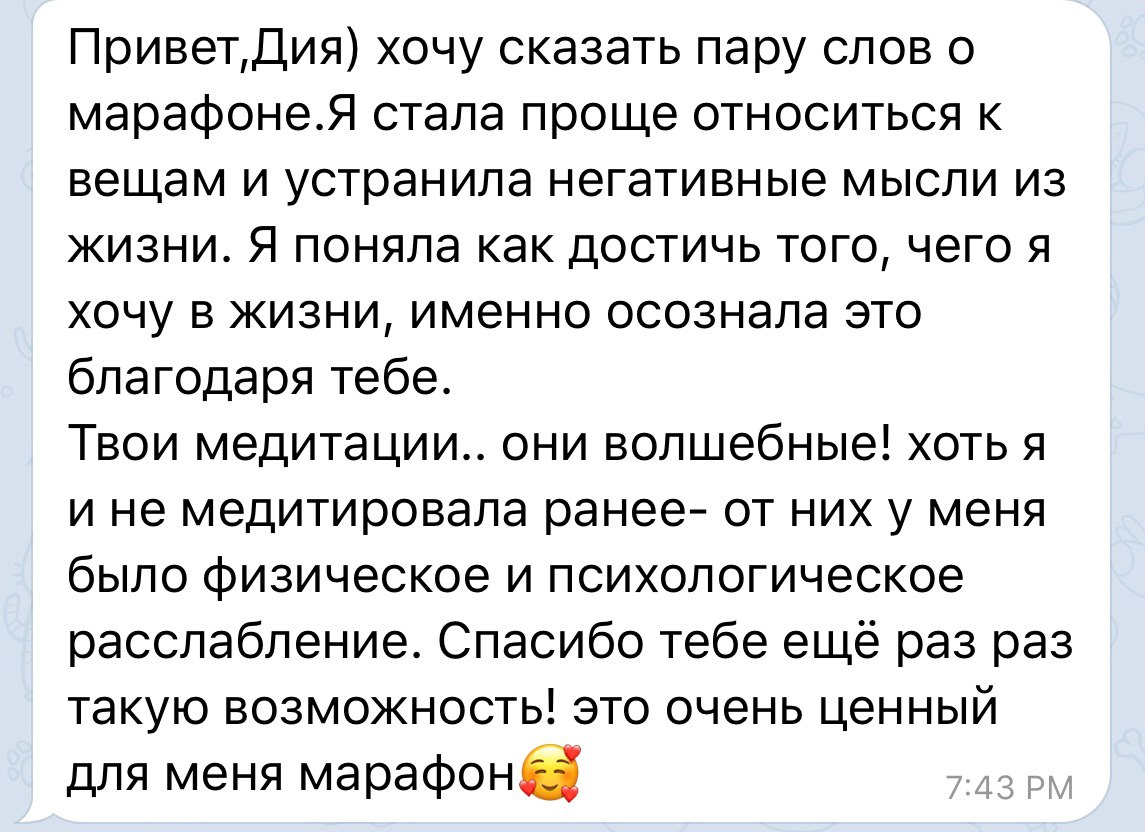 Привет,Дия) хочу сказать пару слов о
марафоне.Я стала проще относиться к
вещам и устранила негативные мысли из
жизни. Я поняла как достичь того, чего я
хочу в жизни, именно осознала это
благодаря тебе.
Твои медитации.. они волшебные! хоть я
и не медитировала ранее- от них у меня
было физическое и психологическое
расслабление. Спасибо тебе ещё раз раз
такую возможность! это очень ценный
для меня марафон🥰
7:43 PM